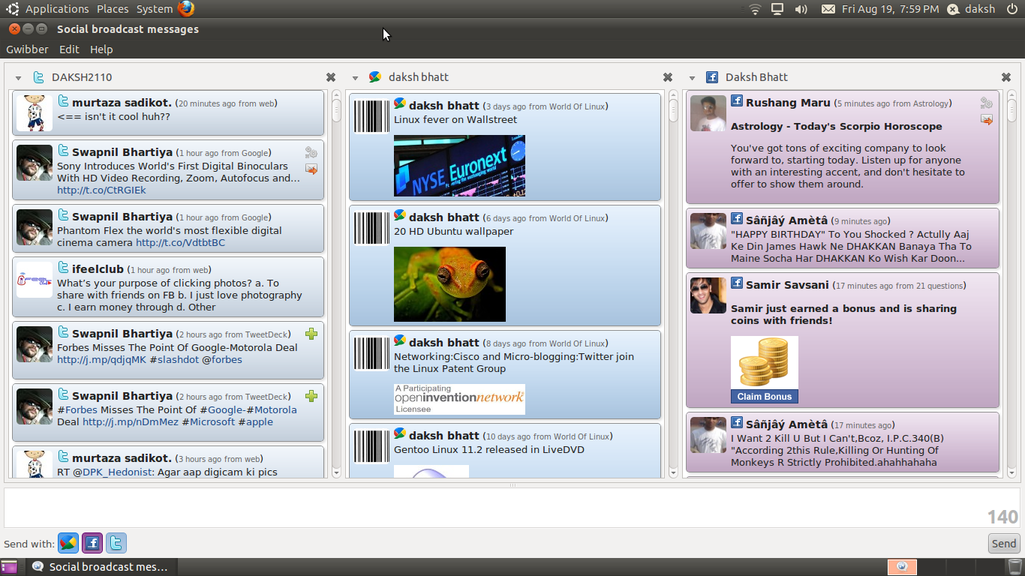 Applications Places System
Fri Aug 19, 7:59 PM daksh
Social broadcast messages
Gwibber Edit Help
DAKSH2110
murtaza sadikot. (20 minutes ago from web)
<== isn't it cool huh??
Swapnil Bhartiya (1 hour ago from Google)
Sony Introduces World's First Digital Binoculars
With HD Video Recording, Zoom, Autofocus and...
http://t.co/CtRGIEk
Swapnil Bhartiya (1 hour ago from Google)
Phantom Flex the world's most flexible digital
cinema camera http://t.co/VdtbtBC
ifeelclub (1 hour ago from web)
What's your purpose of clicking photos? a. To
share with friends on FB b. I just love photography
c. I earn money through d. Other
Swapnil Bhartiya (2 hours ago from TweetDeck)
Forbes Misses The Point Of Google-Motorola Deal
http://j.mp/qdjqMK #slashdot @forbes
Swapnil Bhartiya (2 hours ago from TweetDeck)
#Forbes Misses The Point Of #Google-#Motorola
Deal http://j.mp/nDmMez #Microsoft #apple
murtaza sadikot. (3 hours ago from web)
RT @DPK_Hedonist: Agar aap digicam ki pics
daksh bhatt
daksh bhatt (3 days ago from World Of Linux)
Linux fever on Wallstreet
NYSE Euronext
daksh bhatt (6 days ago from World Of Linux)
20 HD Ubuntu wallpaper
daksh bhatt (8 days ago from World Of Linux)
Networking:Cisco and Micro-blogging:Twitter join
the Linux Patent Group
A Participating
openinventionnetwork
Licensee
daksh bhatt (10 days ago from World Of Linux)
Gentoo Linux 11.2 released in LiveDVD
Daksh Bhatt
Rushang Maru (5 minutes ago from Astrology)
Astrology - Today's Scorpio Horoscope
You've got tons of exciting company to
look forward to, starting today. Listen up for anyone
with an interesting accent, and don't hesitate to
offer to show them around.
Sâñjâý Amètâ (9 minutes ago)
"HAPPY BIRTHDAY" To You Shocked ? Actully Aaj
Ke Din James Hawk Ne DHAKKAN Banaya Tha To
Maine Socha Har DHAKKAN Ko Wish Kar Doon...
Samir Savsani (17 minutes ago from 21 questions)
Samir just earned a bonus and is sharing
coins with friends!
Claim Bonus
Sâñjâý Amètâ (17 minutes ago)
I Want 2 Kill U But I Can't,Bcoz, I.P.C.340(B)
"According 2this Rule,Killing Or Hunting Of
Monkeys R Strictly Prohibited.ahahhahaha
140
Send with:
Send
Social broadcast mes...